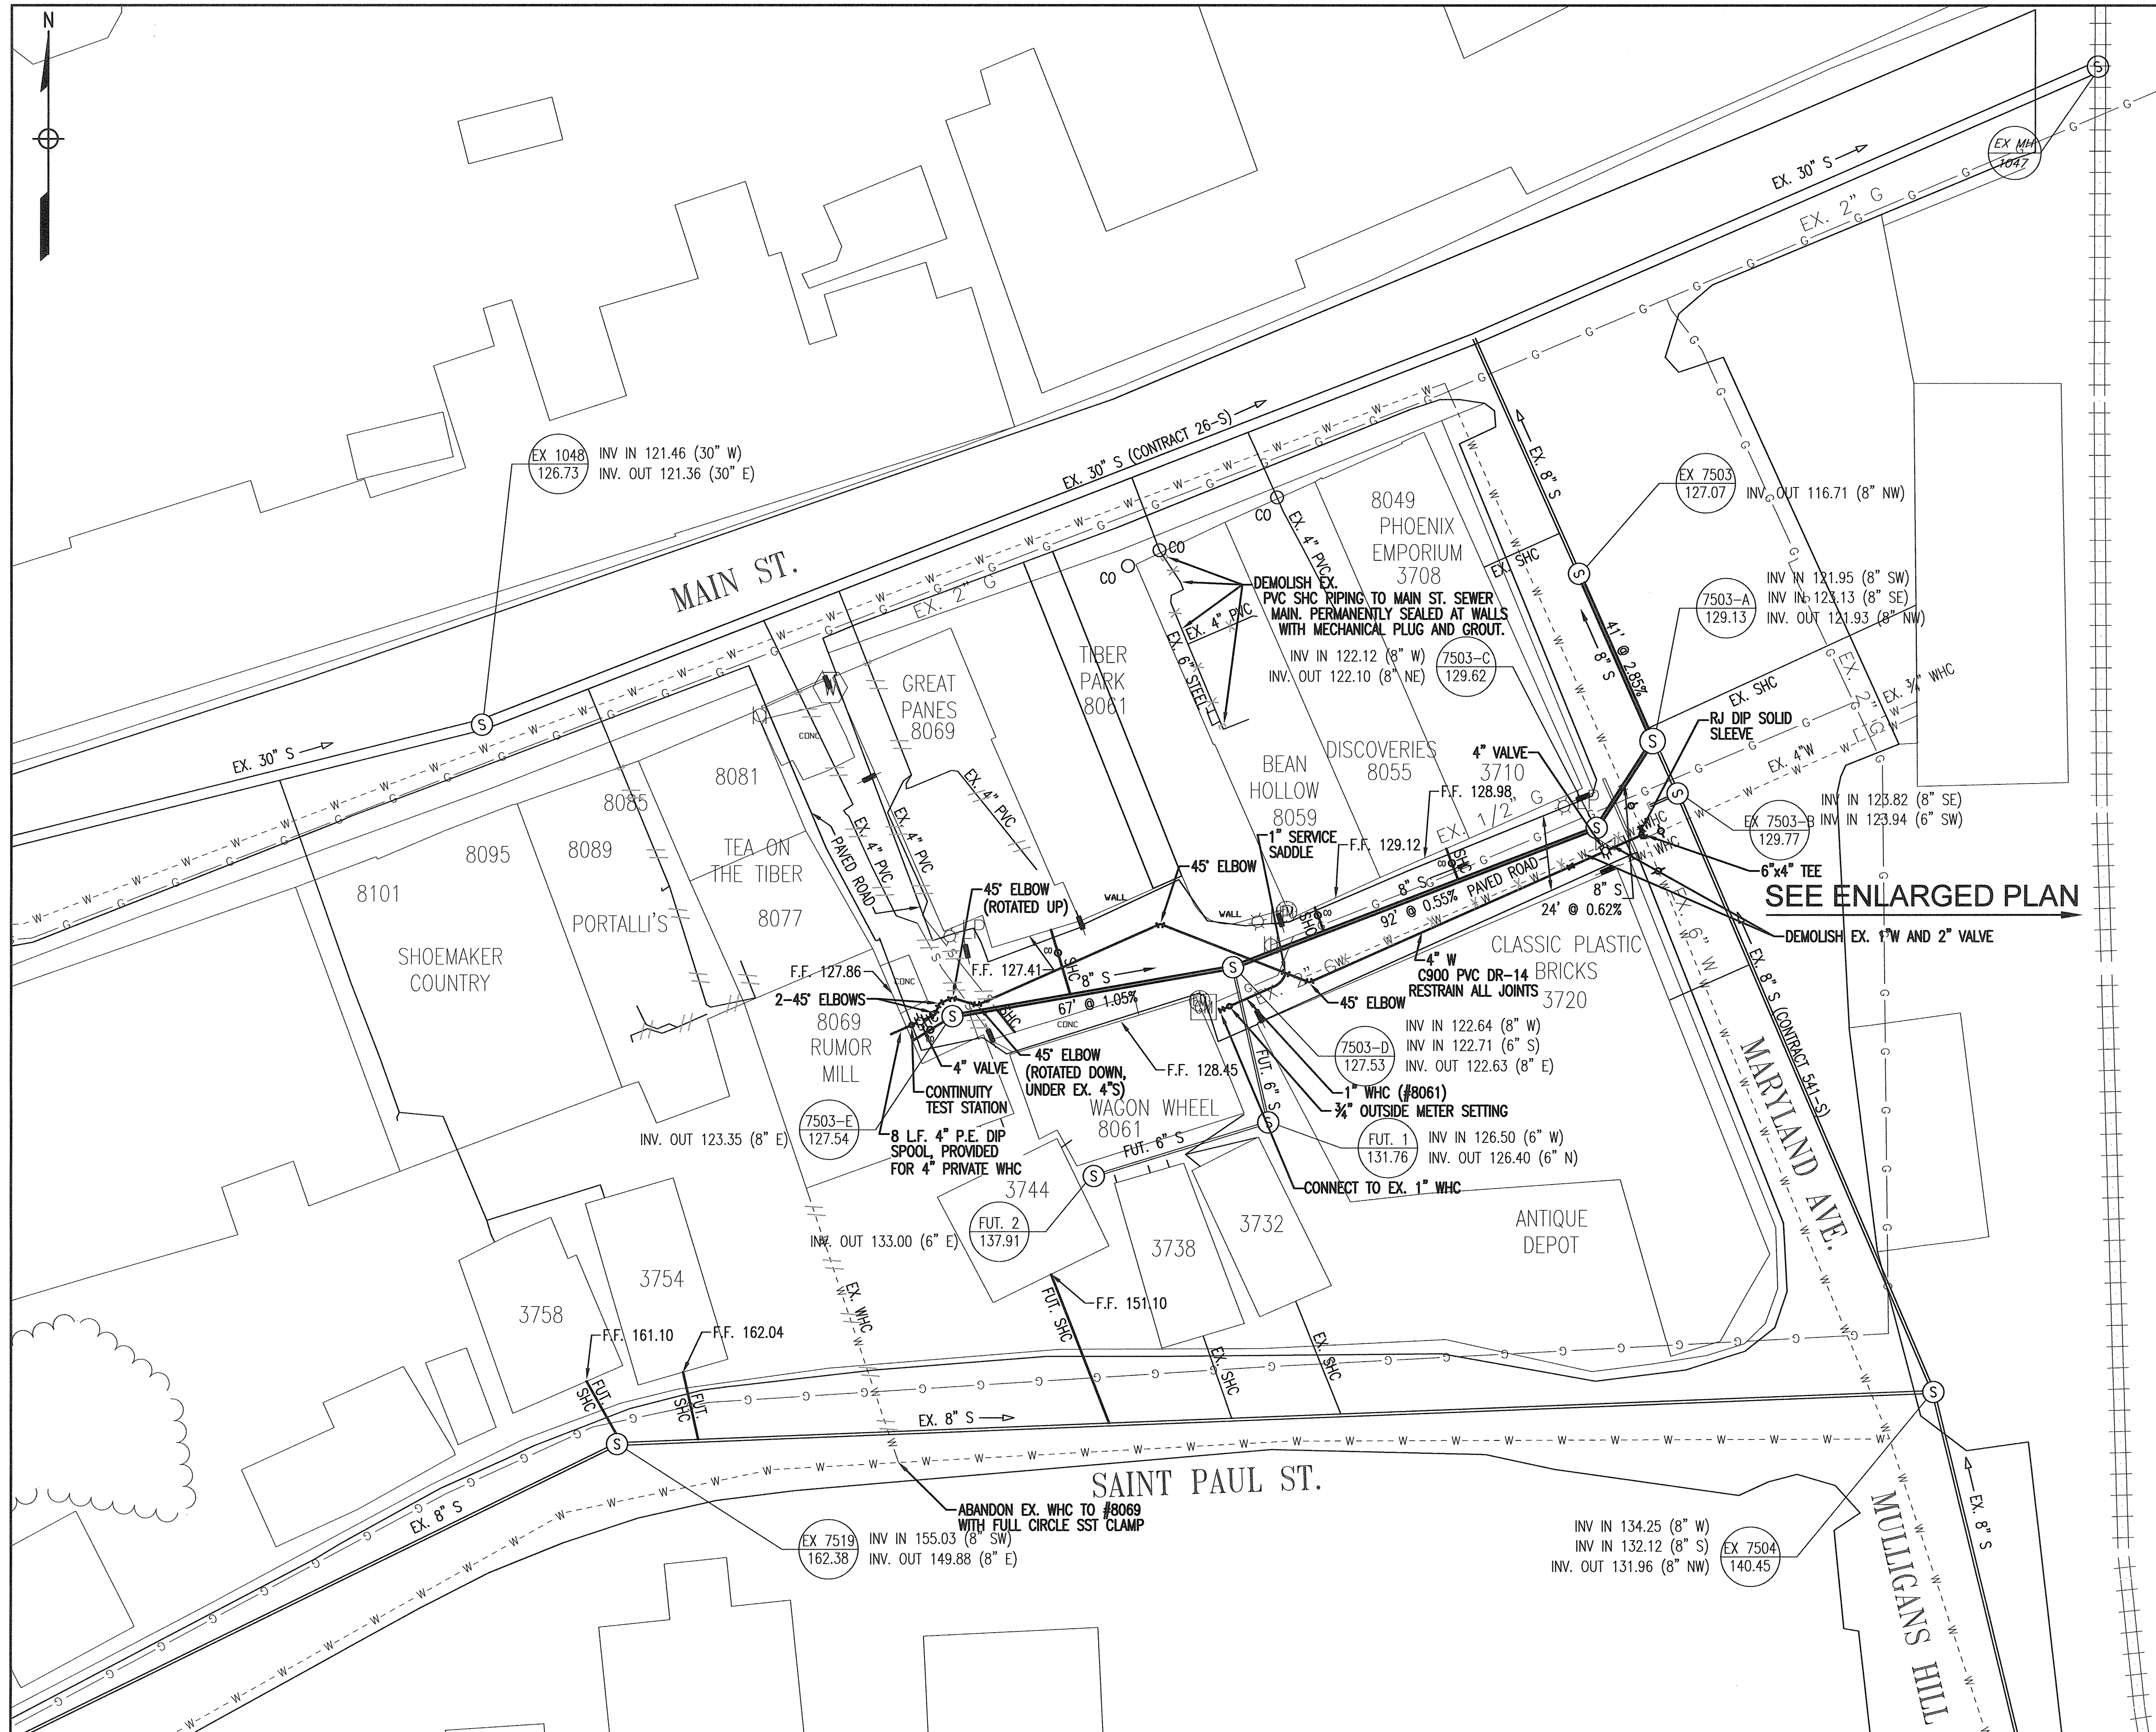 N
EX MH
1047
EX. 30" S
EX. 2" G
EX 1048
126.73
INV IN 121.46 (30" W)
INV. OUT 121.36 (30" E)
EX. 30" S (CONTRACT 26-S)
MAIN ST.
EX. 2" G
EX. 30" S
EX. 8" S
EX 7503
127.07
INV. OUT 116.71 (8" NW)
7503-A
129.13
INV IN 121.95 (8" SW)
INV IN 123.13 (8" SE)
INV. OUT 121.93 (8" NW)
CO
CO
CO
EX. 4" PVC
8049
PHOENIX
EMPORIUM
3708
EX. SHC
DEMOLISH EX.
PVC SHC PIPING TO MAIN ST. SEWER
MAIN. PERMANENTLY SEALED AT WALLS
WITH MECHANICAL PLUG AND GROUT.
EX. 4" PVC
EX. 6" STEEL
INV IN 122.12 (8" W)
INV. OUT 122.10 (8" NE)
7503-C
129.62
41' @ 2.85%
8" S
EX. SHC
EX. 2" G
EX. ¾" WHC
RJ DIP SOLID
SLEEVE
EX. 4"W
TIBER
PARK
8061
GREAT
PANES
8069
CONC
EX. 4" PVC
EX. 4" PVC
EX. 4" PVC
PAVED ROAD
8081
8085
8089
8095
8101
TEA ON
THE TIBER
8077
PORTALLI'S
SHOEMAKER
COUNTRY
BEAN
HOLLOW
8059
DISCOVERIES
8055
3710
4" VALVE
F.F. 128.98
EX. 1/2" G
1" SERVICE
SADDLE
F.F. 129.12
45° ELBOW
45° ELBOW
(ROTATED UP)
WALL
WALL
8" S
92' @ 0.55%
PAVED ROAD
8" S
24' @ 0.62%
EX 7503-B
129.77
INV IN 123.82 (8" SE)
INV IN 123.94 (6" SW)
WHC
WHC
6"x4" TEE
SEE ENLARGED PLAN
DEMOLISH EX. 1"W AND 2" VALVE
EX. 6" W
EX. 8" S (CONTRACT 541-S)
CLASSIC PLASTIC
BRICKS
3720
4" W
C900 PVC DR-14
RESTRAIN ALL JOINTS
45° ELBOW
F.F. 127.86
2-45° ELBOWS
CONC
F.F. 127.41
SHC
SHC
SHC
SHC
8" S
67' @ 1.05%
CONC
8069
RUMOR
MILL
4" VALVE
CONTINUITY
TEST STATION
45° ELBOW
(ROTATED DOWN,
UNDER EX. 4"S)
F.F. 128.45
WAGON WHEEL
8061
FUT. 6" S
FUT. 6" S
7503-D
127.53
INV IN 122.64 (8" W)
INV IN 122.71 (6" S)
INV. OUT 122.63 (8" E)
1" WHC (#8061)
¾" OUTSIDE METER SETTING
FUT. 1
131.76
INV IN 126.50 (6" W)
INV. OUT 126.40 (6" N)
CONNECT TO EX. 1" WHC
7503-E
127.54
INV. OUT 123.35 (8" E)
8 L.F. 4" P.E. DIP
SPOOL, PROVIDED
FOR 4" PRIVATE WHC
3744
FUT. 2
137.91
INV. OUT 133.00 (6" E)
3738
3732
ANTIQUE
DEPOT
MARYLAND AVE.
3754
3758
EX. WHC
F.F. 151.10
FUT. SHC
EX. SHC
EX. SHC
F.F. 161.10
F.F. 162.04
FUT.
SHC
FUT.
SHC
EX. 8" S
EX. 8" S
SAINT PAUL ST.
ABANDON EX. WHC TO #8069
WITH FULL CIRCLE SST CLAMP
EX 7519
162.38
INV IN 155.03 (8" SW)
INV. OUT 149.88 (8" E)
INV IN 134.25 (8" W)
INV IN 132.12 (8" S)
INV. OUT 131.96 (8" NW)
EX 7504
140.45
EX. 8" S
MULLIGANS HILL